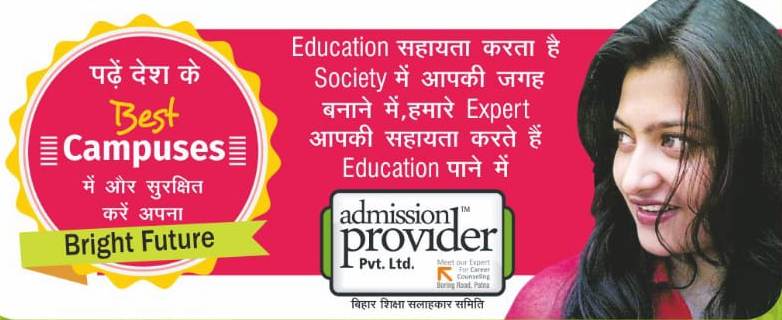 पढ़ें देश के
Best
Campuses
में और सुरक्षित
करें अपना
Bright Future
Education सहायता करता है
Society में आपकी जगह
बनाने में,हमारे Expert
आपकी सहायता करते हैं
Education पाने में
admission™
provider
Pvt. Ltd.
Meet our Expert
For Career
Counseling
Boring Road, Patna
बिहार शिक्षा सलाहकार समिति